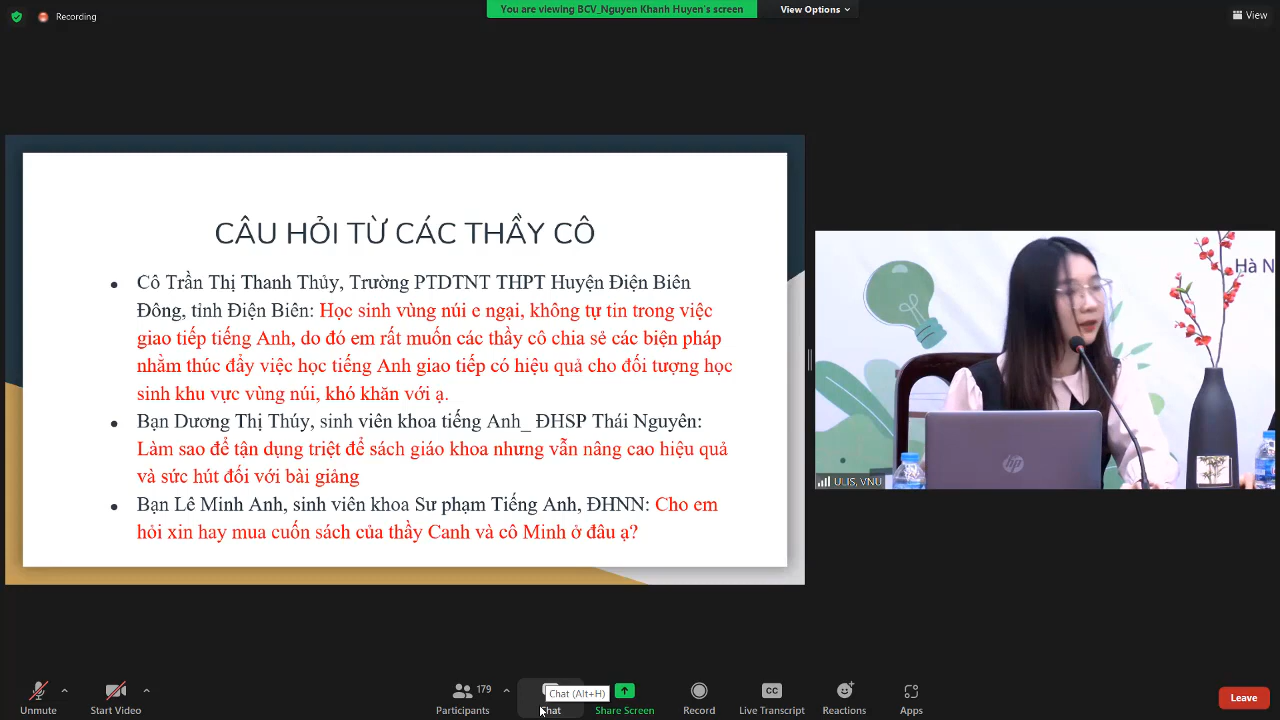 Recording
You are viewing BCV_Nguyen Khanh Huyen's screen
View Options
View
CÂU HỎI TỪ CÁC THẦY CÔ
Cô Trần Thị Thanh Thủy, Trường PTDTNT THPT Huyện Điện Biên
Đông, tỉnh Điện Biên: Học sinh vùng núi e ngại, không tự tin trong việc
giao tiếp tiếng Anh, do đó em rất muốn các thầy cô chia sẻ các biện pháp
nhằm thúc đẩy việc học tiếng Anh giao tiếp có hiệu quả cho đối tượng học
sinh khu vực vùng núi, khó khăn với ạ.
Bạn Dương Thị Thúy, sinh viên khoa tiếng Anh_ ĐHSP Thái Nguyên:
Làm sao để tận dụng triệt để sách giáo khoa nhưng vẫn nâng cao hiệu quả
và sức hút đối với bài giảng
Bạn Lê Minh Anh, sinh viên khoa Sư phạm Tiếng Anh, ĐHNN: Cho em
hỏi xin hay mua cuốn sách của thầy Canh và cô Minh ở đâu ạ?
Hà N
hp
ULIS, VNU
Unmute
Start Video
Participants
179
Chat
Chat (Alt+H)
Share Screen
Record
CC
Live Transcript
Reactions
Apps
Leave